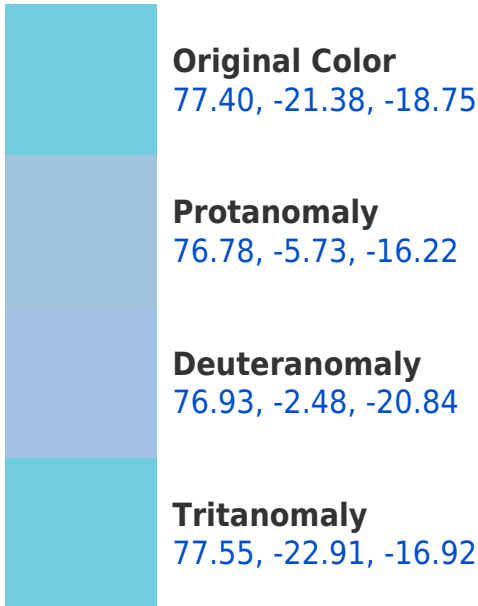 Original Color
77.40, -21.38, -18.75
Protanomaly
76.78, -5.73, -16.22
Deuteranomaly
76.93, -2.48, -20.84
Tritanomaly
77.55, -22.91, -16.92